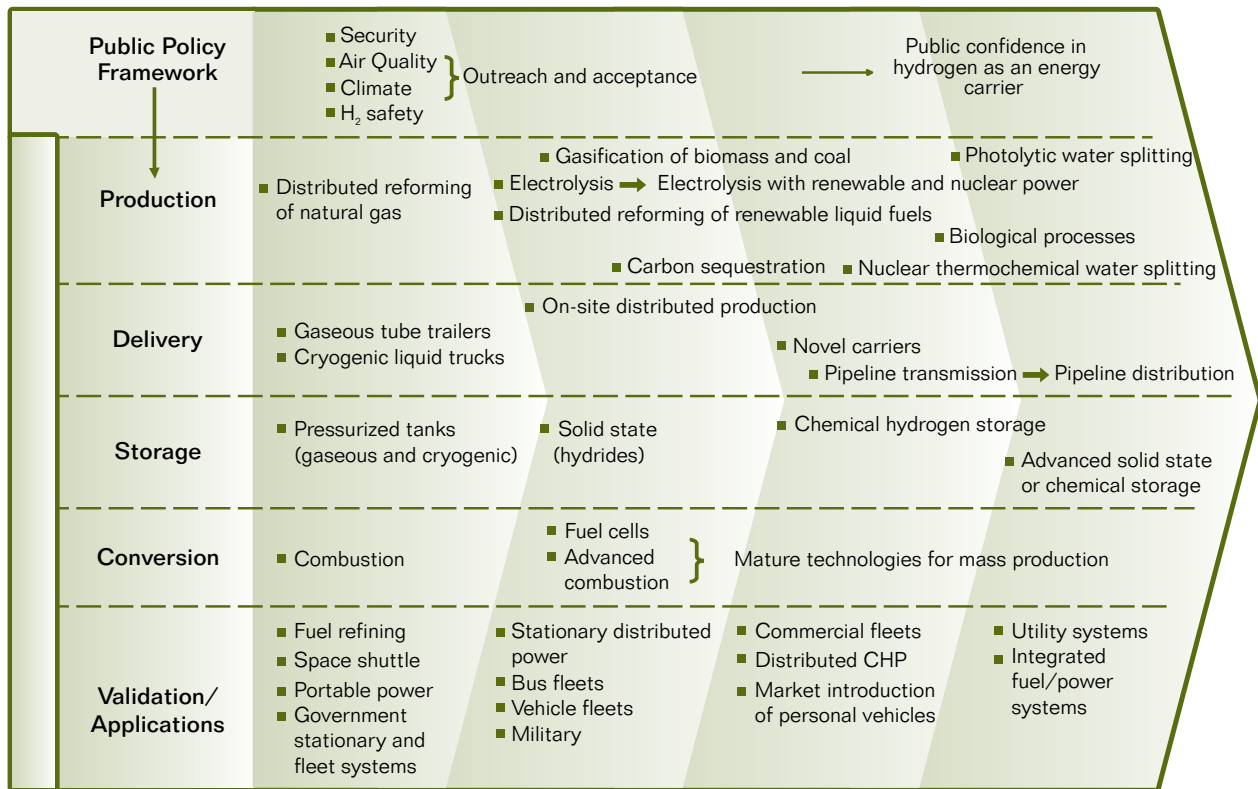 Public Policy
Framework
■ Security
■ Air Quality
■ Climate
■ H₂ safety
Outreach and acceptance
Public confidence in
hydrogen as an energy
carrier
Production
■ Distributed reforming
of natural gas
■ Gasification of biomass and coal
■ Electrolysis → Electrolysis with renewable and nuclear power
■ Distributed reforming of renewable liquid fuels
■ Carbon sequestration
■ Photolytic water splitting
■ Biological processes
■ Nuclear thermochemical water splitting
Delivery
■ Gaseous tube trailers
■ Cryogenic liquid trucks
■ On-site distributed production
■ Novel carriers
■ Pipeline transmission → Pipeline distribution
Storage
■ Pressurized tanks
(gaseous and cryogenic)
■ Solid state
(hydrides)
■ Chemical hydrogen storage
■ Advanced solid state
or chemical storage
Conversion
■ Combustion
■ Fuel cells
■ Advanced
combustion
Mature technologies for mass production
Validation/
Applications
■ Fuel refining
■ Space shuttle
■ Portable power
■ Government
stationary and
fleet systems
■ Stationary distributed
power
■ Bus fleets
■ Vehicle fleets
■ Military
■ Commercial fleets
■ Distributed CHP
■ Market introduction
of personal vehicles
■ Utility systems
■ Integrated
fuel/power
systems